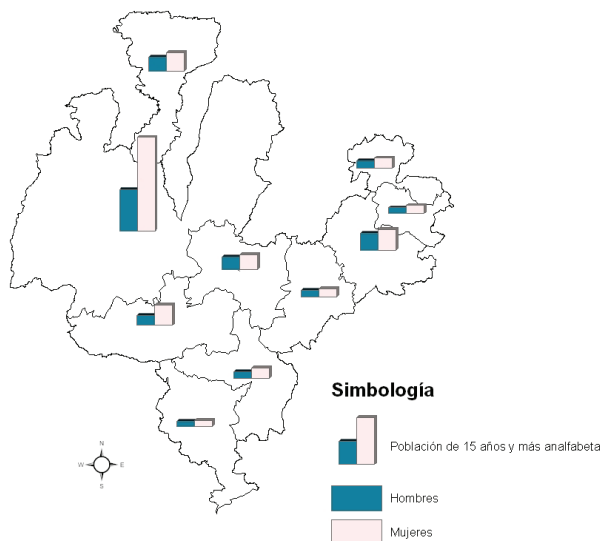 Simbología
Población de 15 años y más analfabeta
Hombres
Mujeres
N
W E
S